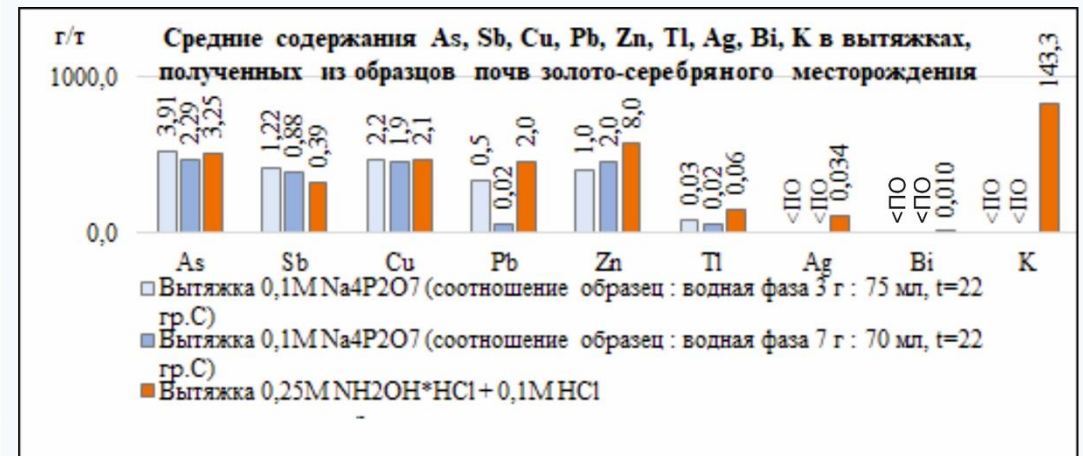 г/т
Средние содержания As, Sb, Cu, Pb, Zn, Tl, Ag, Bi, K в вытяжках,
полученных из образцов почв золото-серебряного месторождения
1000,0
0,0
3,91 2,29 3,25
1,22 0,88 0,39
2,2 1,9 2,1
0,5 0,02 2,0
1,0 2,0 8,0
0,03 0,02 0,06
<ПО <ПО 0,034
<ПО <ПО 0,010
<ПО <ПО 143,3
As Sb Cu Pb Zn Tl Ag Bi K
Вытяжка 0,1М Na4P2O7 (соотношение образец : водная фаза 3 г : 75 мл, t=22
гр.С)
Вытяжка 0,1М Na4P2O7 (соотношение образец : водная фаза 7 г : 70 мл, t=22
гр.С)
Вытяжка 0,25М NH2OH*HCl + 0,1М HCl